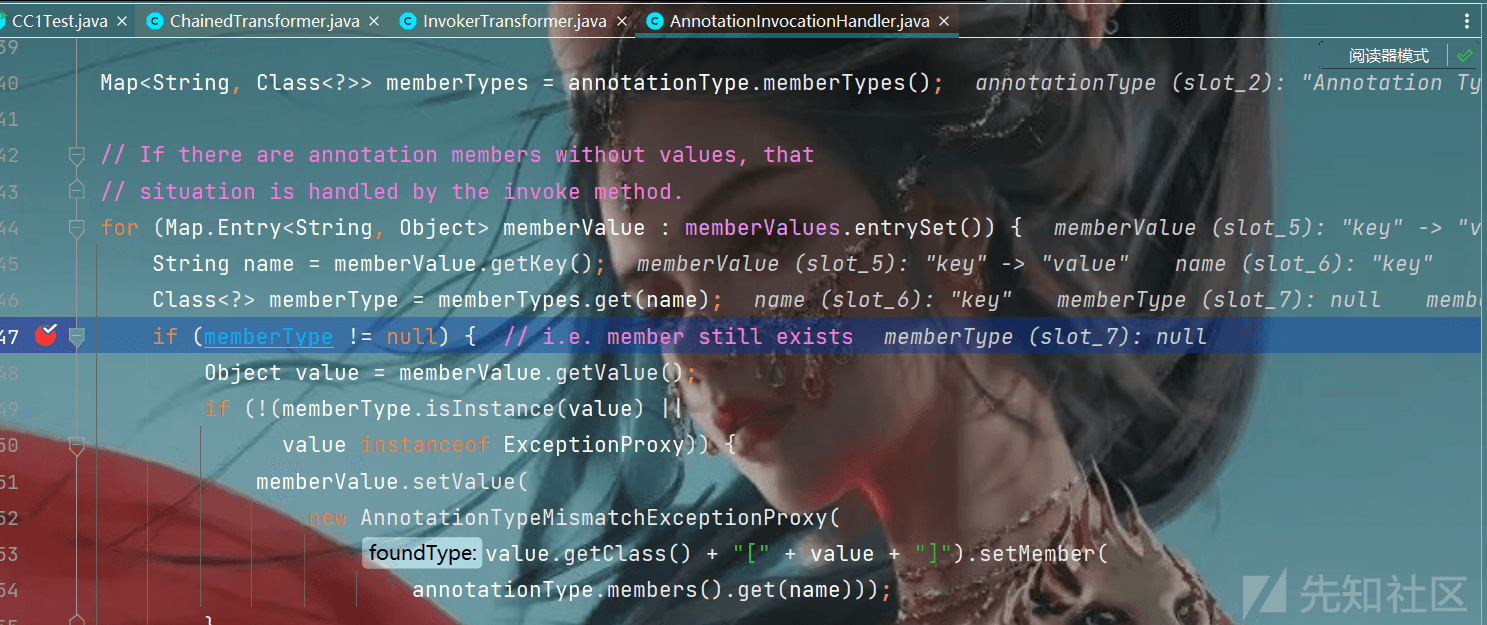 CC1Test.java × ChainedTransformer.java × InvokerTransformer.java × AnnotationInvocationHandler.java ×
39
阅读器模式
40 Map<String, Class<?>> memberTypes = annotationType.memberTypes(); annotationType (slot_2): "Annotation Ty
41
42 // If there are annotation members without values, that
43 // situation is handled by the invoke method.
44 for (Map.Entry<String, Object> memberValue : memberValues.entrySet()) { memberValue (slot_5): "key" -> "v
45 String name = memberValue.getKey(); memberValue (slot_5): "key" -> "value" name (slot_6): "key"
46 Class<?> memberType = memberTypes.get(name); name (slot_6): "key" memberType (slot_7): null memb
47 if (memberType != null) { // i.e. member still exists memberType (slot_7): null
48 Object value = memberValue.getValue();
49 if (!(memberType.isInstance(value) ||
50 value instanceof ExceptionProxy)) {
51 memberValue.setValue(
52 new AnnotationTypeMismatchExceptionProxy(
53 foundType: value.getClass() + "[" + value + "]").setMember(
54 annotationType.members().get(name)));
55 }
先知社区